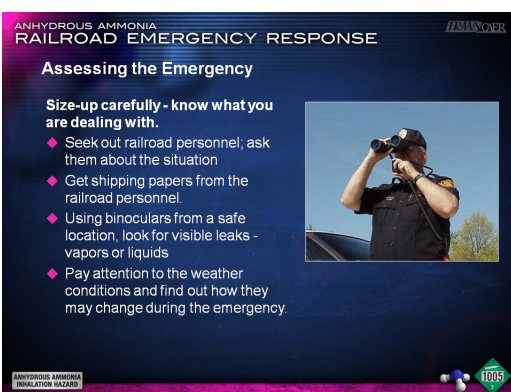 ANHYDROUS AMMONIA
RAILROAD EMERGENCY RESPONSE
TRANSCAER
Assessing the Emergency
Size-up carefully - know what you
are dealing with.
Seek out railroad personnel; ask
them about the situation
Get shipping papers from the
railroad personnel.
Using binoculars from a safe
location, look for visible leaks -
vapors or liquids
Pay attention to the weather
conditions and find out how they
may change during the emergency.
ANHYDROUS AMMONIA
INHALATION HAZARD
1005
2